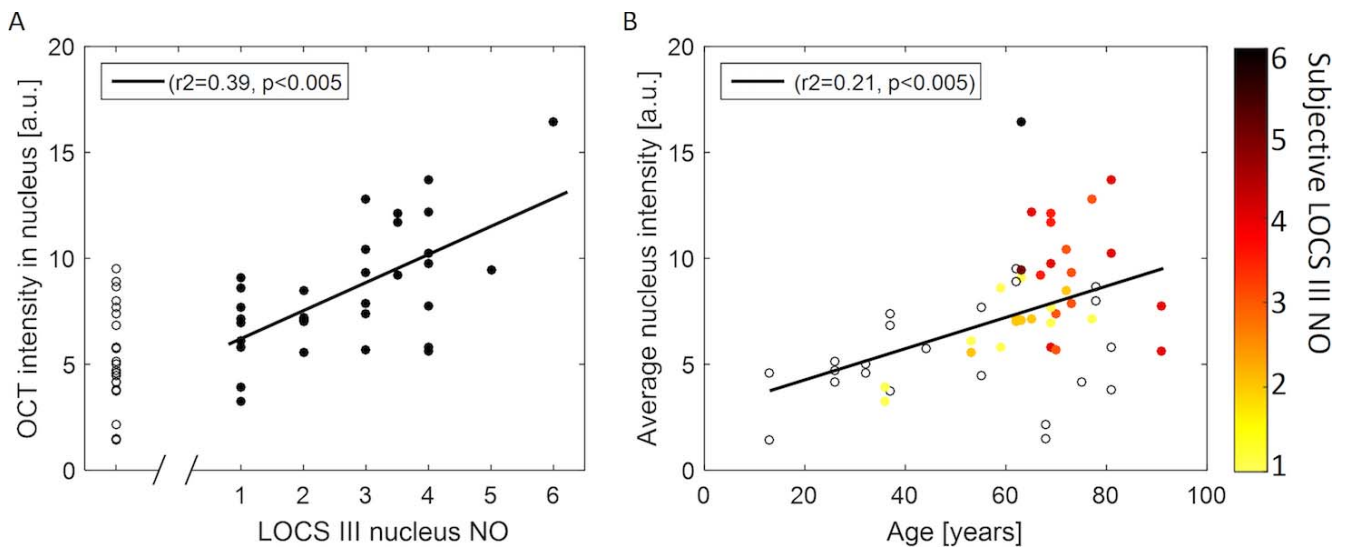 A
20
15
10
5
0
OCT intensity in nucleus [a.u.]
(r2=0.39, p<0.005
1 2 3 4 5 6
LOCS III nucleus NO
B
20
15
10
5
0
Average nucleus intensity [a.u.]
(r2=0.21, p<0.005)
0 20 40 60 80 100
Age [years]
6
5
4
3
2
1
Subjective LOCS III NO